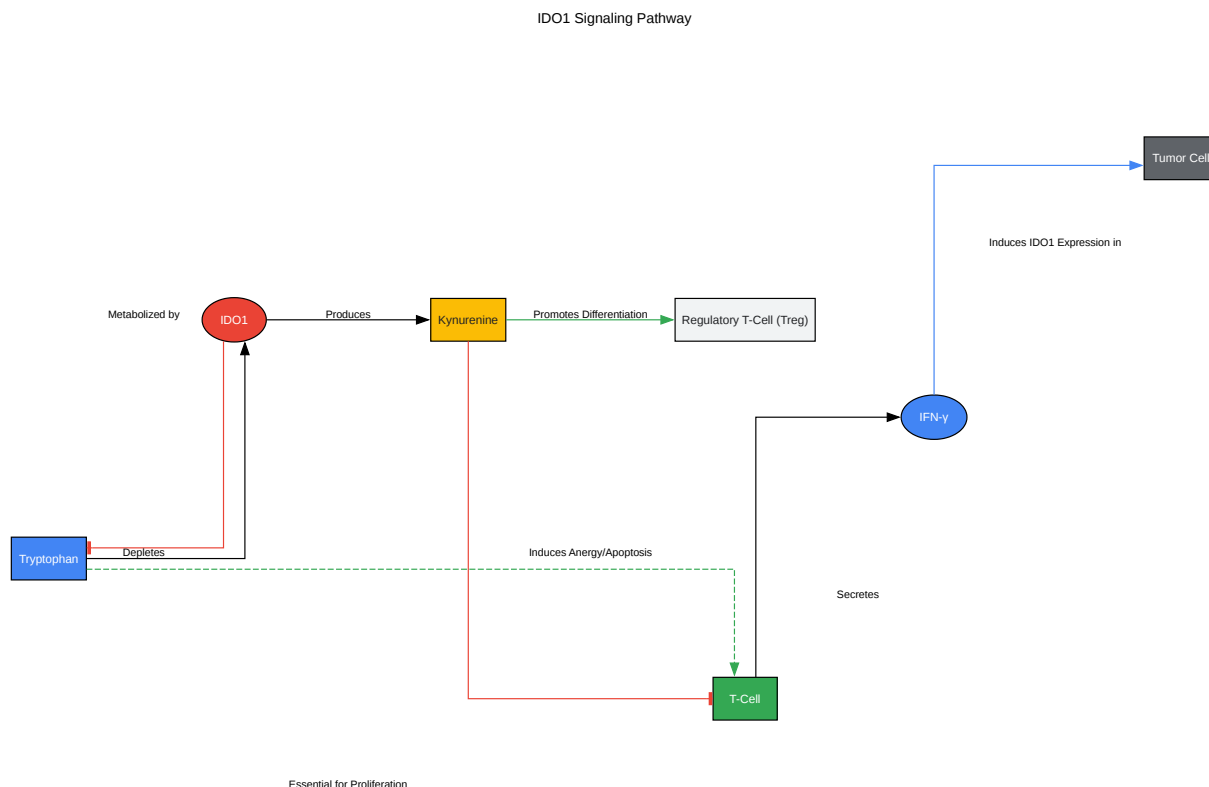 IDO1 Signaling Pathway
Tumor Cell
Induces IDO1 Expression in
Metabolized by
IDO1
Produces
Kynurenine
Promotes Differentiation
Regulatory T-Cell (Treg)
IFN-γ
Depletes
Tryptophan
Induces Anergy/Apoptosis
Secretes
T-Cell
Essential for Proliferation